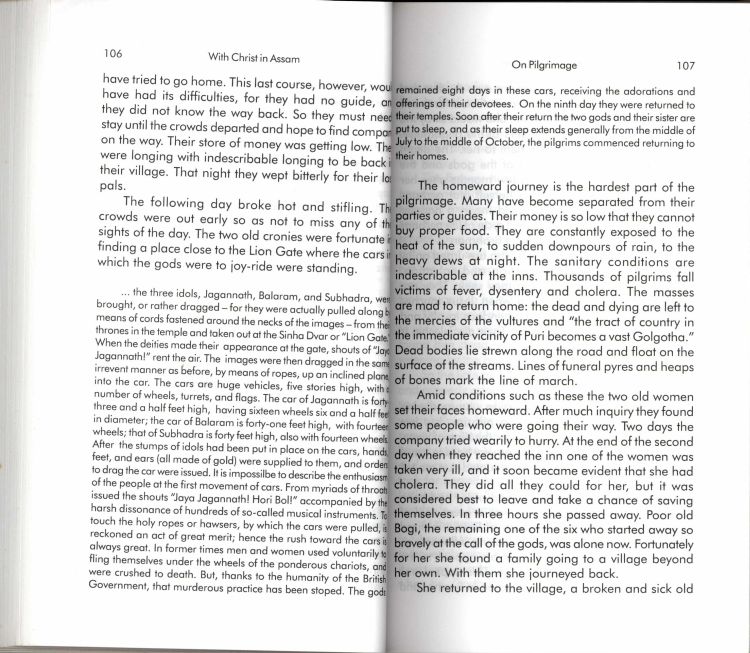 106
With Christ in Assam
have tried to go home. This last course, however, wou
have had its difficulties, for they had no guide, an
they did not know the way back. So they must need
stay until the crowds departed and hope to find compan
on the way. Their store of money was getting low. The
were longing with indescribable longing to be back i
their village. That night they wept bitterly for their lo
pals.
The following day broke hot and stifling. Th
crowds were out early so as not to miss any of th
sights of the day. The two old cronies were fortunate i
finding a place close to the Lion Gate where the cars i
which the gods were to joy-ride were standing.
... the three idols, Jagannath, Balaram, and Subhadra, wer
brought, or rather dragged – for they were actually pulled along b
means of cords fastened around the necks of the images – from the
thrones in the temple and taken out at the Sinha Dvar or "Lion Gate."
When the deities made their appearance at the gate, shouts of "Jay
Jagannath!" rent the air. The images were then dragged in the same
irrevent manner as before, by means of ropes, up an inclined plane
into the car. The cars are huge vehicles, five stories high, with a
number of wheels, turrets, and flags. The car of Jagannath is forty-
three and a half feet high, having sixteen wheels six and a half feet
in diameter; the car of Balaram is forty-one feet high, with fourteen
wheels; that of Subhadra is forty feet high, also with fourteen wheels.
After the stumps of idols had been put in place on the cars, hands,
feet, and ears (all made of gold) were supplied to them, and orders
to drag the car were issued. It is impossilbe to describe the enthusiasm
of the people at the first movement of cars. From myriads of throats
issued the shouts "Jaya Jagannath! Hori Bol!" accompanied by the
harsh dissonance of hundreds of so-called musical instruments. To
touch the holy ropes or hawsers, by which the cars were pulled, is
reckoned an act of great merit; hence the rush toward the cars is
always great. In former times men and women used voluntarily to
fling themselves under the wheels of the ponderous chariots, and
were crushed to death. But, thanks to the humanity of the British
Government, that murderous practice has been stoped. The gods
On Pilgrimage
107
remained eight days in these cars, receiving the adorations and
offerings of their devotees. On the ninth day they were returned to
their temples. Soon after their return the two gods and their sister are
put to sleep, and as their sleep extends generally from the middle of
July to the middle of October, the pilgrims commenced returning to
their homes.
The homeward journey is the hardest part of the
pilgrimage. Many have become separated from their
parties or guides. Their money is so low that they cannot
buy proper food. They are constantly exposed to the
heat of the sun, to sudden downpours of rain, to the
heavy dews at night. The sanitary conditions are
indescribable at the inns. Thousands of pilgrims fall
victims of fever, dysentery and cholera. The masses
are mad to return home: the dead and dying are left to
the mercies of the vultures and "the tract of country in
the immediate vicinity of Puri becomes a vast Golgotha."
Dead bodies lie strewn along the road and float on the
surface of the streams. Lines of funeral pyres and heaps
of bones mark the line of march.
Amid conditions such as these the two old women
set their faces homeward. After much inquiry they found
some people who were going their way. Two days the
company tried wearily to hurry. At the end of the second
day when they reached the inn one of the women was
taken very ill, and it soon became evident that she had
cholera. They did all they could for her, but it was
considered best to leave and take a chance of saving
themselves. In three hours she passed away. Poor old
Bogi, the remaining one of the six who started away so
bravely at the call of the gods, was alone now. Fortunately
for her she found a family going to a village beyond
her own. With them she journeyed back.
She returned to the village, a broken and sick old